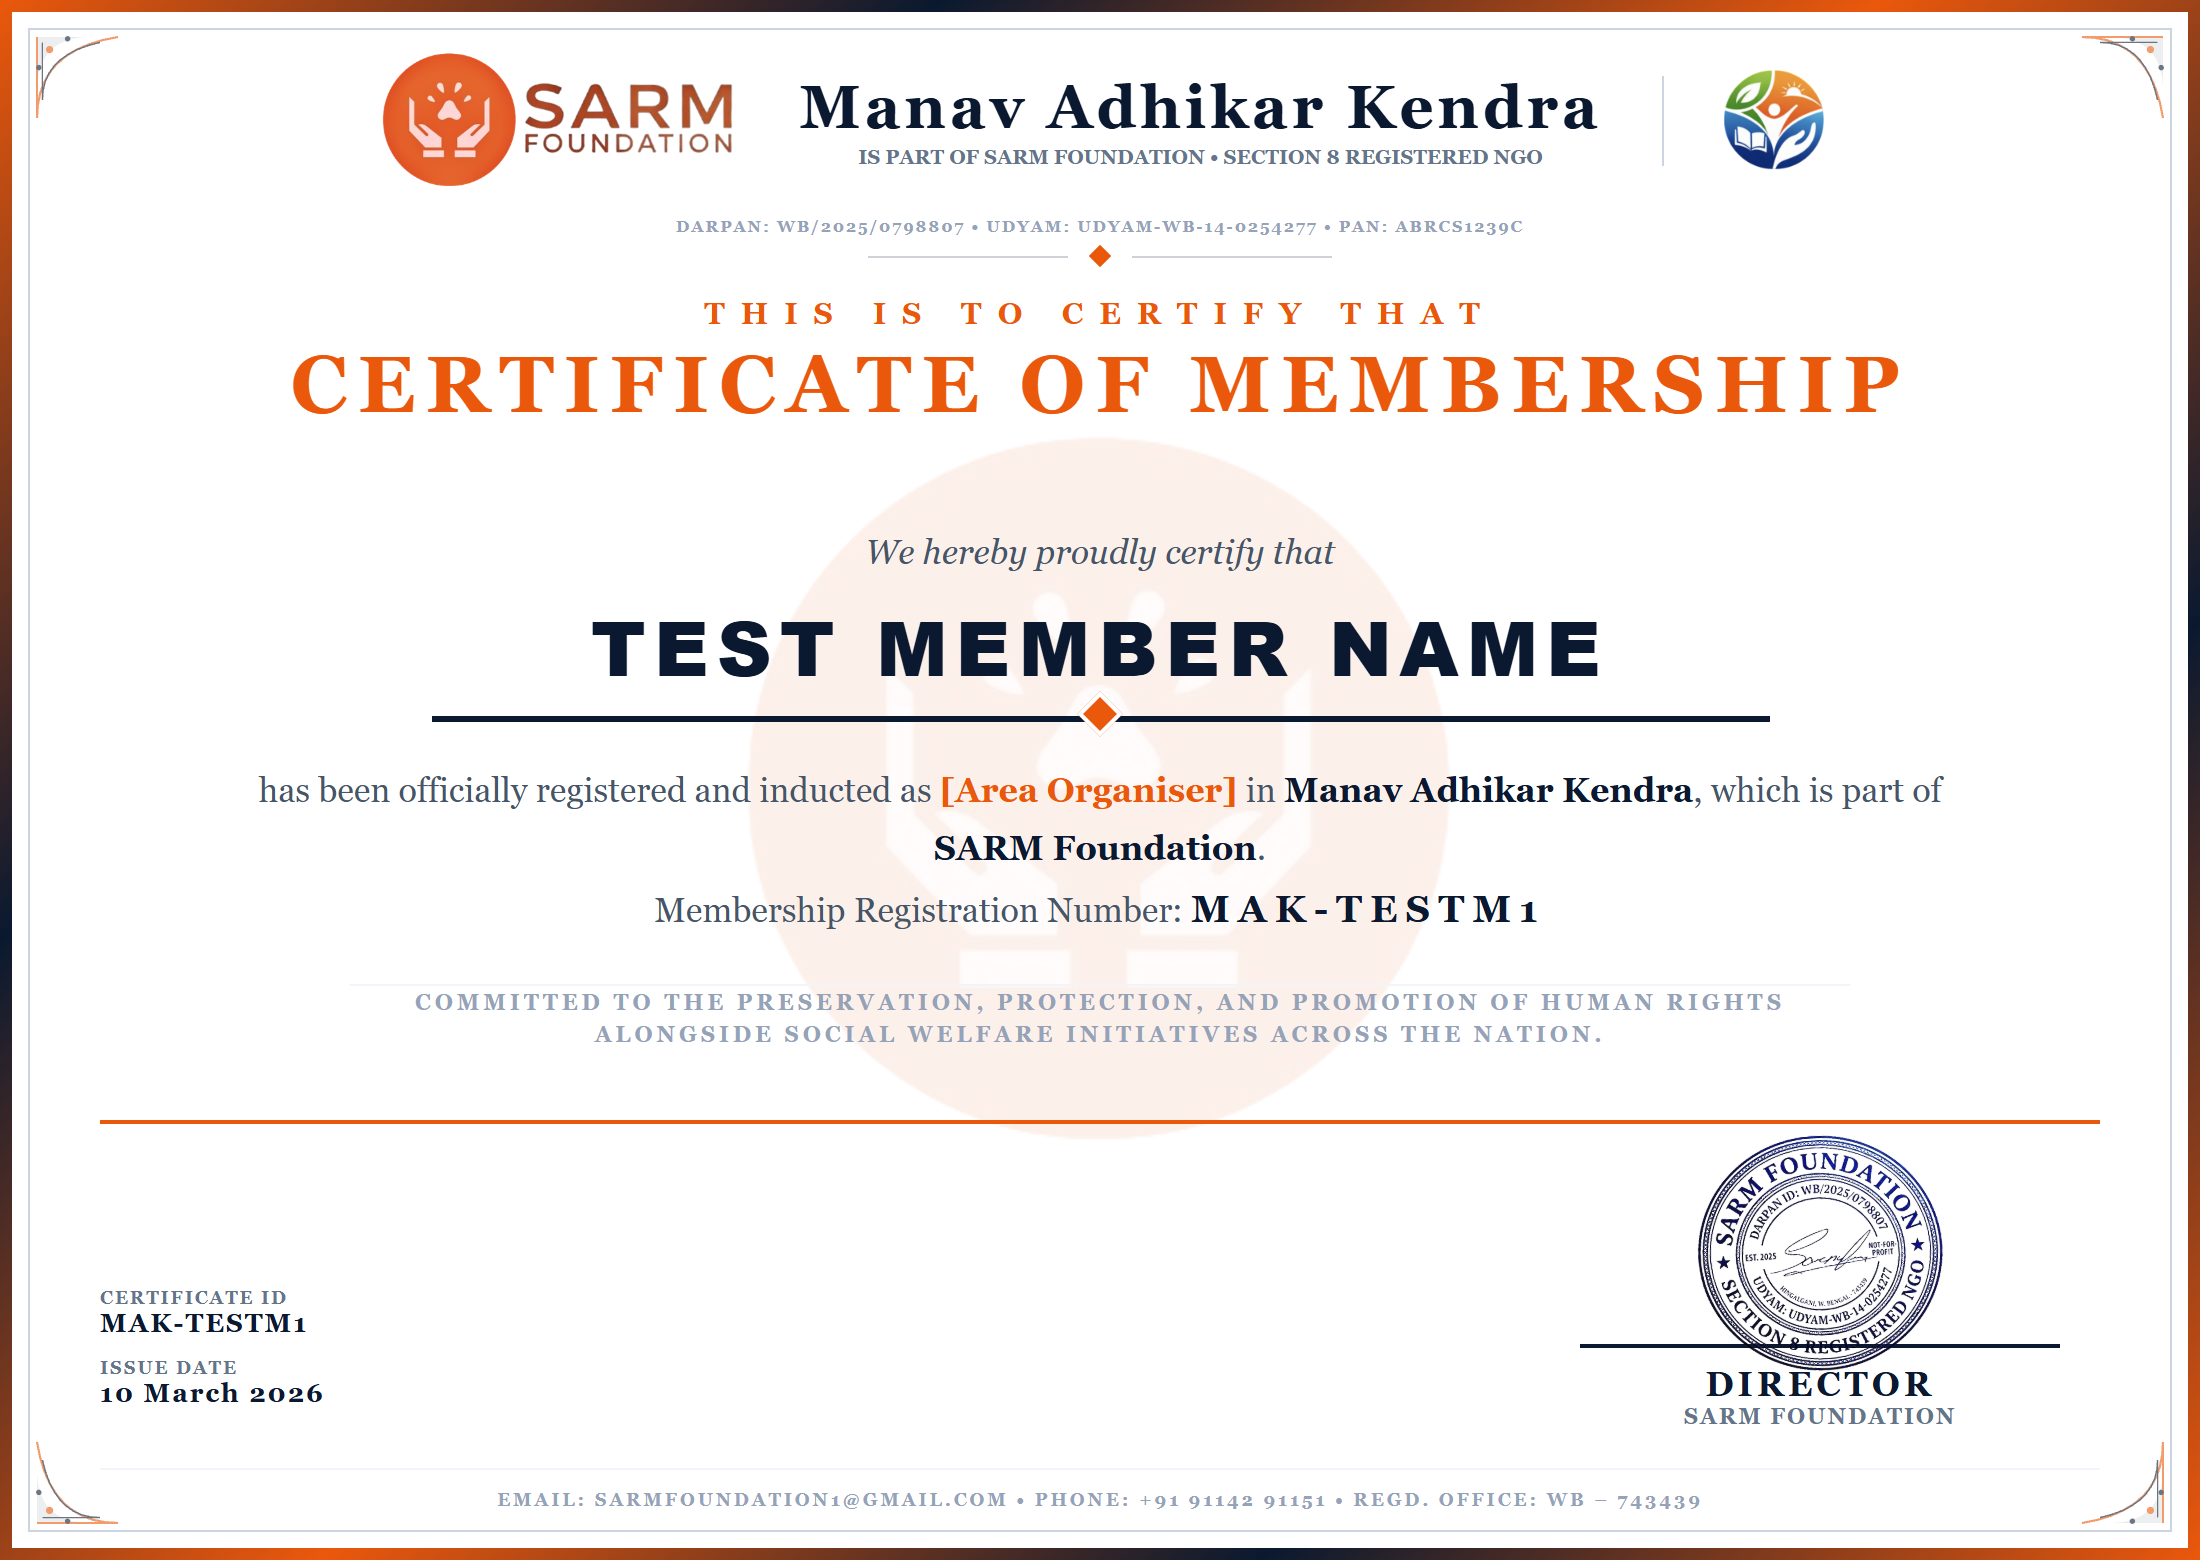 SARM
FOUNDATION
Manav Adhikar Kendra
IS PART OF SARM FOUNDATION • SECTION 8 REGISTERED NGO
DARPAN: WB/2025/0798807 • UDYAM: UDYAM-WB-14-0254277 • PAN: ABRCS1239C
THIS IS TO CERTIFY THAT
CERTIFICATE OF MEMBERSHIP
We hereby proudly certify that
TEST MEMBER NAME
has been officially registered and inducted as [Area Organiser] in Manav Adhikar Kendra, which is part of
SARM Foundation.
Membership Registration Number: MAK-TESTM1
COMMITTED TO THE PRESERVATION, PROTECTION, AND PROMOTION OF HUMAN RIGHTS
ALONGSIDE SOCIAL WELFARE INITIATIVES ACROSS THE NATION.
CERTIFICATE ID
MAK-TESTM1
ISSUE DATE
10 March 2026
SARM FOUNDATION
DARPAN ID: WB/2025/0798807
EST. 2025
NOT-FOR-
PROFIT
HINGALGANJ, W. BENGAL - 743439
UDYAM: UDYAM-WB-14-0254277
★ SECTION 8 REGISTERED NGO ★
DIRECTOR
SARM FOUNDATION
EMAIL: SARMFOUNDATION1@GMAIL.COM • PHONE: +91 91142 91151 • REGD. OFFICE: WB – 743439